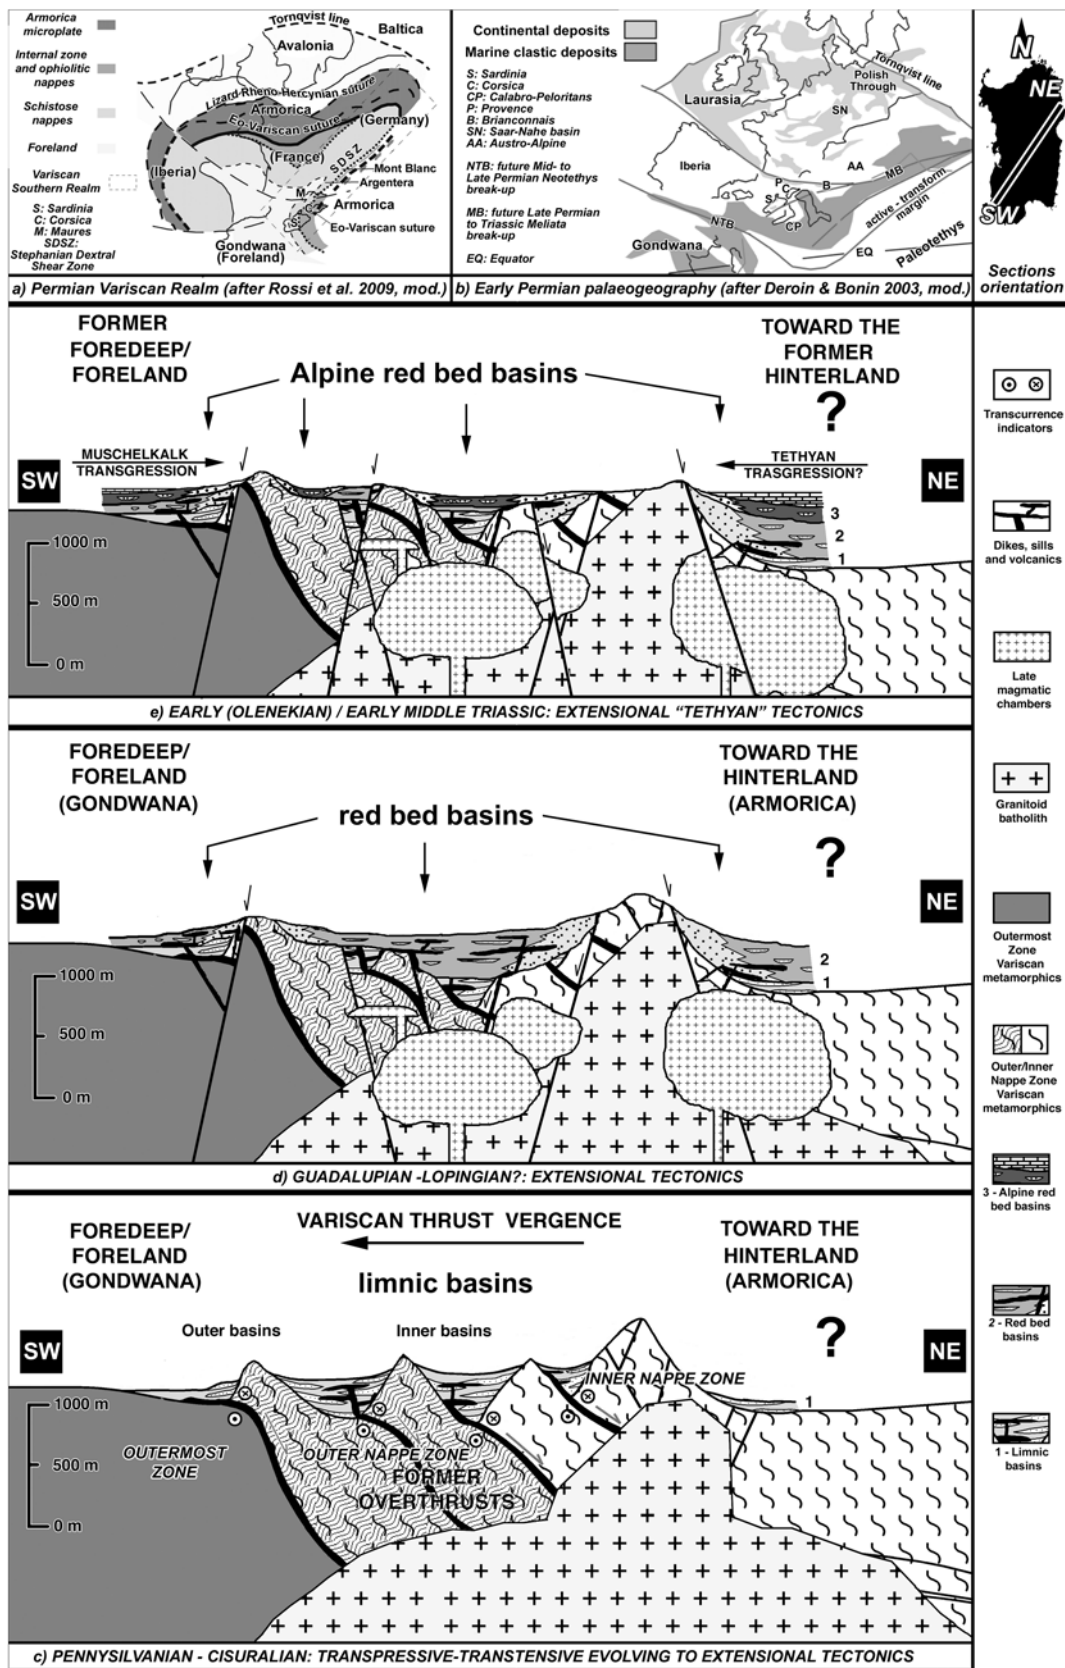 Armorica
microplate
Internal zone
and ophiolitic
nappes
Schistose
nappes
Foreland
Variscan
Southern Realm
S: Sardinia
C: Corsica
M: Maures
SDSZ:
Stephanian Dextral
Shear Zone
Tornqvist line
Baltica
Avalonia
Lizard-Rheno-Hercynian suture
Armorica
Eo-Variscan suture
(Germany)
(France)
SDSZ
(Iberia)
Mont Blanc
Argentera
M
C
S
Armorica
Eo-Variscan suture
Gondwana
(Foreland)
a) Permian Variscan Realm (after Rossi et al. 2009, mod.)
Continental deposits
Marine clastic deposits
S: Sardinia
C: Corsica
CP: Calabro-Peloritans
P: Provence
B: Brianconnais
SN: Saar-Nahe basin
AA: Austro-Alpine
NTB: future Mid- to
Late Permian Neotethys
break-up
MB: future Late Permian
to Triassic Meliata
break-up
EQ: Equator
Tornqvist line
Polish
Through
Laurasia
SN
Iberia
AA
MB
P
C
B
S
CP
NTB
active - transform
margin
Gondwana
EQ
Paleotethys
b) Early Permian palaeogeography (after Deroin & Bonin 2003, mod.)
N
NE
SW
Sections
orientation
FORMER
FOREDEEP/
FORELAND
TOWARD THE
FORMER
HINTERLAND
?
Alpine red bed basins
MUSCHELKALK
TRANSGRESSION
TETHYAN
TRASGRESSION?
SW
NE
3
2
1
1000 m
500 m
0 m
e) EARLY (OLENEKIAN) / EARLY MIDDLE TRIASSIC: EXTENSIONAL “TETHYAN” TECTONICS
FOREDEEP/
FORELAND
(GONDWANA)
TOWARD THE
HINTERLAND
(ARMORICA)
?
red bed basins
SW
NE
2
1
1000 m
500 m
0 m
d) GUADALUPIAN -LOPINGIAN?: EXTENSIONAL TECTONICS
FOREDEEP/
FORELAND
(GONDWANA)
VARISCAN THRUST VERGENCE
TOWARD THE
HINTERLAND
(ARMORICA)
?
limnic basins
Outer basins
Inner basins
SW
NE
INNER NAPPE ZONE
1
1000 m
500 m
0 m
OUTERMOST
ZONE
OUTER NAPPE ZONE
FORMER
OVERTHRUSTS
c) PENNYSILVANIAN - CISURALIAN: TRANSPRESSIVE-TRANSTENSIVE EVOLVING TO EXTENSIONAL TECTONICS
Transcurrence
indicators
Dikes, sills
and volcanics
Late
magmatic
chambers
Granitoid
batholith
Outermost
Zone
Variscan
metamorphics
Outer/Inner
Nappe Zone
Variscan
metamorphics
3 - Alpine red
bed basins
2 - Red bed
basins
1 - Limnic
basins